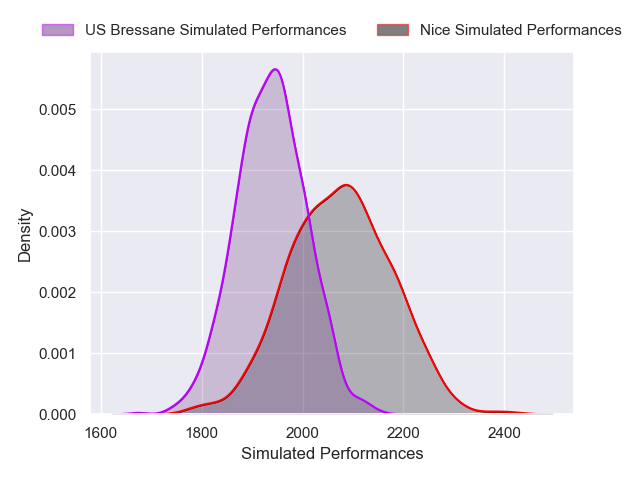 US Bressane Simulated Performances
Nice Simulated Performances
0.005
0.004
0.003
0.002
0.001
0.000
Density
1600
1800
2000
2200
2400
Simulated Performances